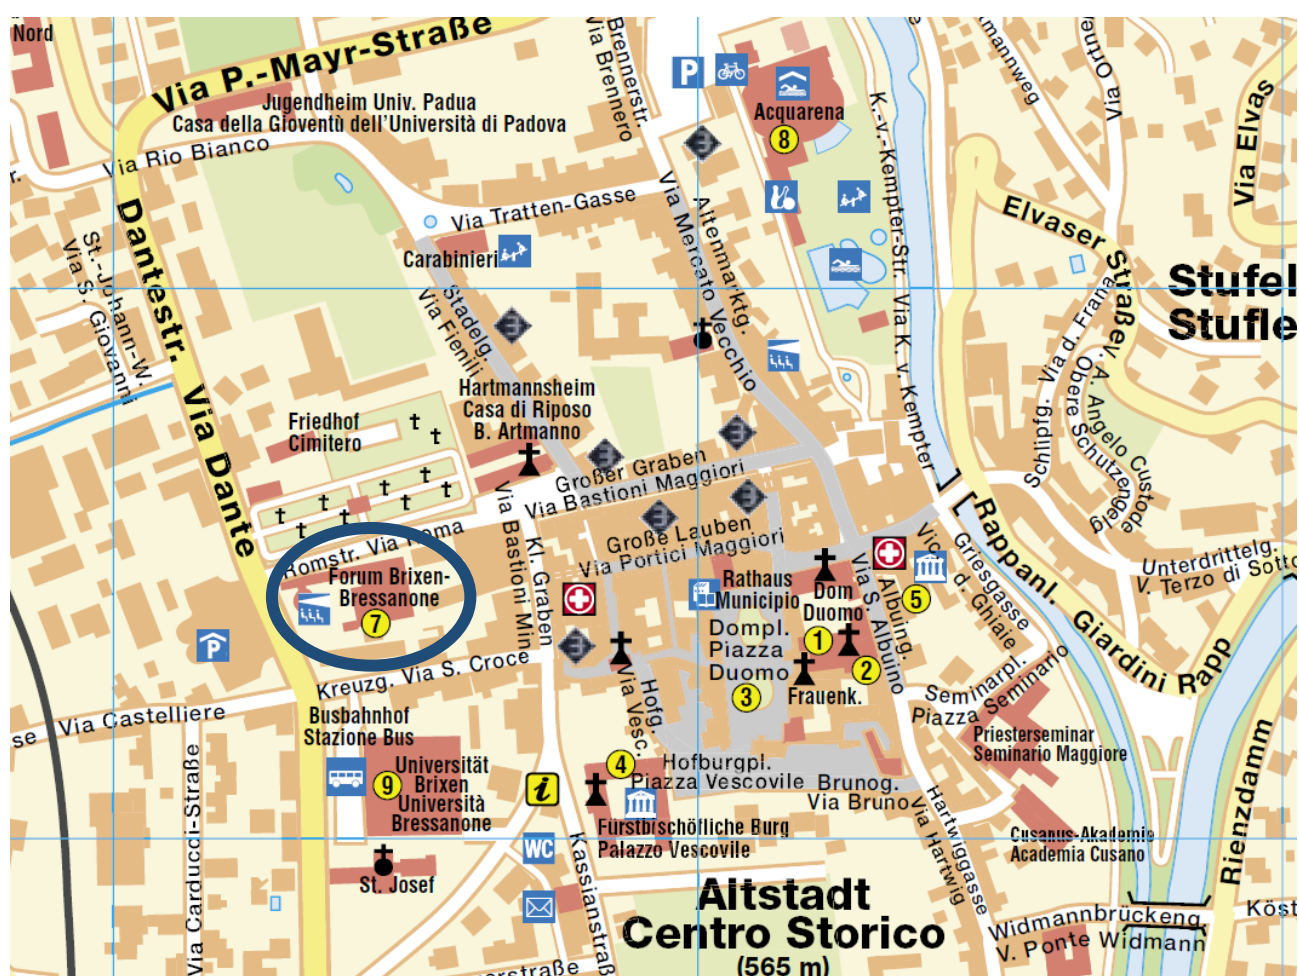 Nord
Via P.-Mayr-Straße
Jugendheim Univ. Padua
Casa della Gioventù dell'Università di Padova
Via Rio Bianco
Brennerstr.
Via Brennero
P
Acquarena
8
K.-v.-Kempter-Str. Via K. v. Kempter
Via Elvas
Elvaser Straße
Via Tratten-Gasse
Carabinieri
Stadelg.
Via Fienili
Altenmarktg.
Via Mercato Vecchio
Dantestr. Via Dante
St.-Johann-W.
Via S. Giovanni
Hartmannsheim
Casa di Riposo
B. Artmanno
Friedhof
Cimitero
Schlipfg. Via d. Frana
Obere Schutzengelg
v. A. Angelo Custode
Großer Graben
Via Bastioni Maggiori
Große Lauben
Via Portici Maggiori
Romstr. Via Roma
Forum Brixen-
Bressanone
7
Via Bastioni Min.
Kl. Graben
Rathaus
Municipio
Dom
Duomo
1
2
Dompl.
Piazza
Duomo
3
Frauenk.
Albuing.
Via S. Albuino
5
Griesgasse
d. Ghiaie
Rappanl. Giardini Rapp
Unterdrittelg.
V. Terzo di Sotto
Seminarpl.
Piazza Seminario
Priesterseminar
Seminario Maggiore
P
Kreuzg. Via S. Croce
Via Castelliere
se
Busbahnhof
Stazione Bus
9
Universität
Brixen
Università
Bressanone
Hofg.
Via Vesc.
4
Hofburgpl.
Piazza Vescovile
Brunog.
Via Bruno
Fürstbischöfliche Burg
Palazzo Vescovile
i
WC
St. Josef
Via Carducci-Straße
Hartwiggasse
Via Hartwig
Cusanus-Akademie
Academia Cusano
Rienzdamm
Altstadt
Centro Storico
(565 m)
Widmannbrückeng
V. Ponte Widmann
Köst